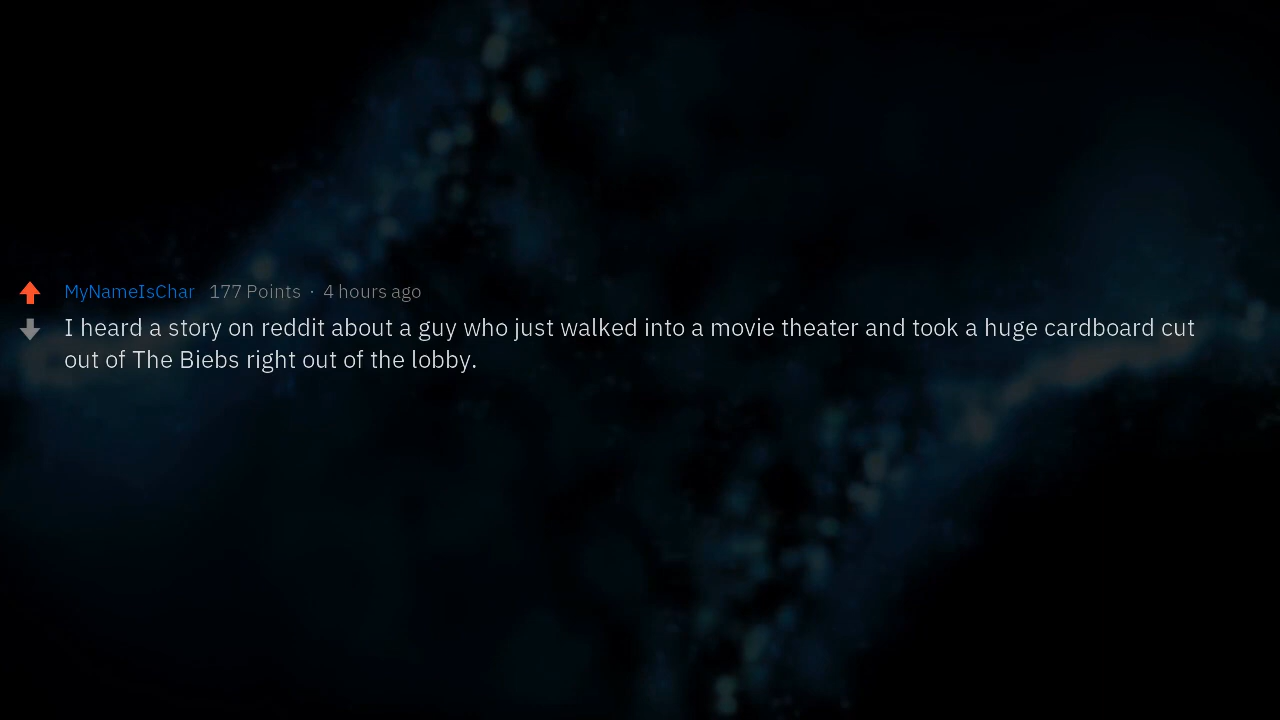 MyNameIsChar 177 Points · 4 hours ago
I heard a story on reddit about a guy who just walked into a movie theater and took a huge cardboard cut
out of The Biebs right out of the lobby.